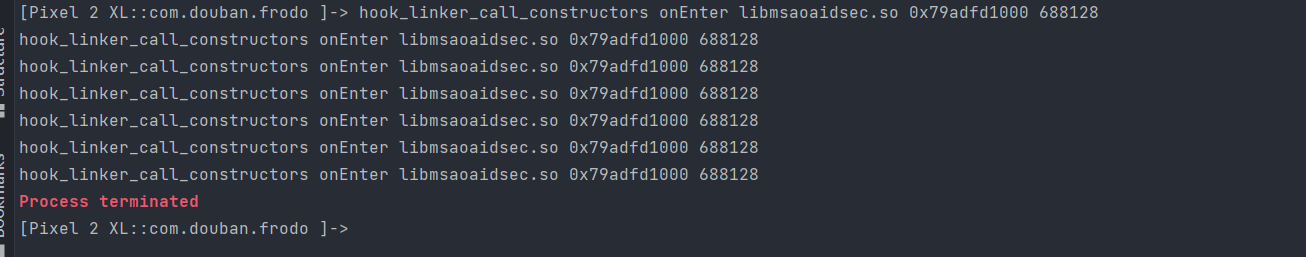 [Pixel 2 XL::com.douban.frodo ]-> hook_linker_call_constructors onEnter libmsaoaidsec.so 0x79adfd1000 688128
hook_linker_call_constructors onEnter libmsaoaidsec.so 0x79adfd1000 688128
hook_linker_call_constructors onEnter libmsaoaidsec.so 0x79adfd1000 688128
hook_linker_call_constructors onEnter libmsaoaidsec.so 0x79adfd1000 688128
hook_linker_call_constructors onEnter libmsaoaidsec.so 0x79adfd1000 688128
hook_linker_call_constructors onEnter libmsaoaidsec.so 0x79adfd1000 688128
hook_linker_call_constructors onEnter libmsaoaidsec.so 0x79adfd1000 688128
Process terminated
[Pixel 2 XL::com.douban.frodo ]->